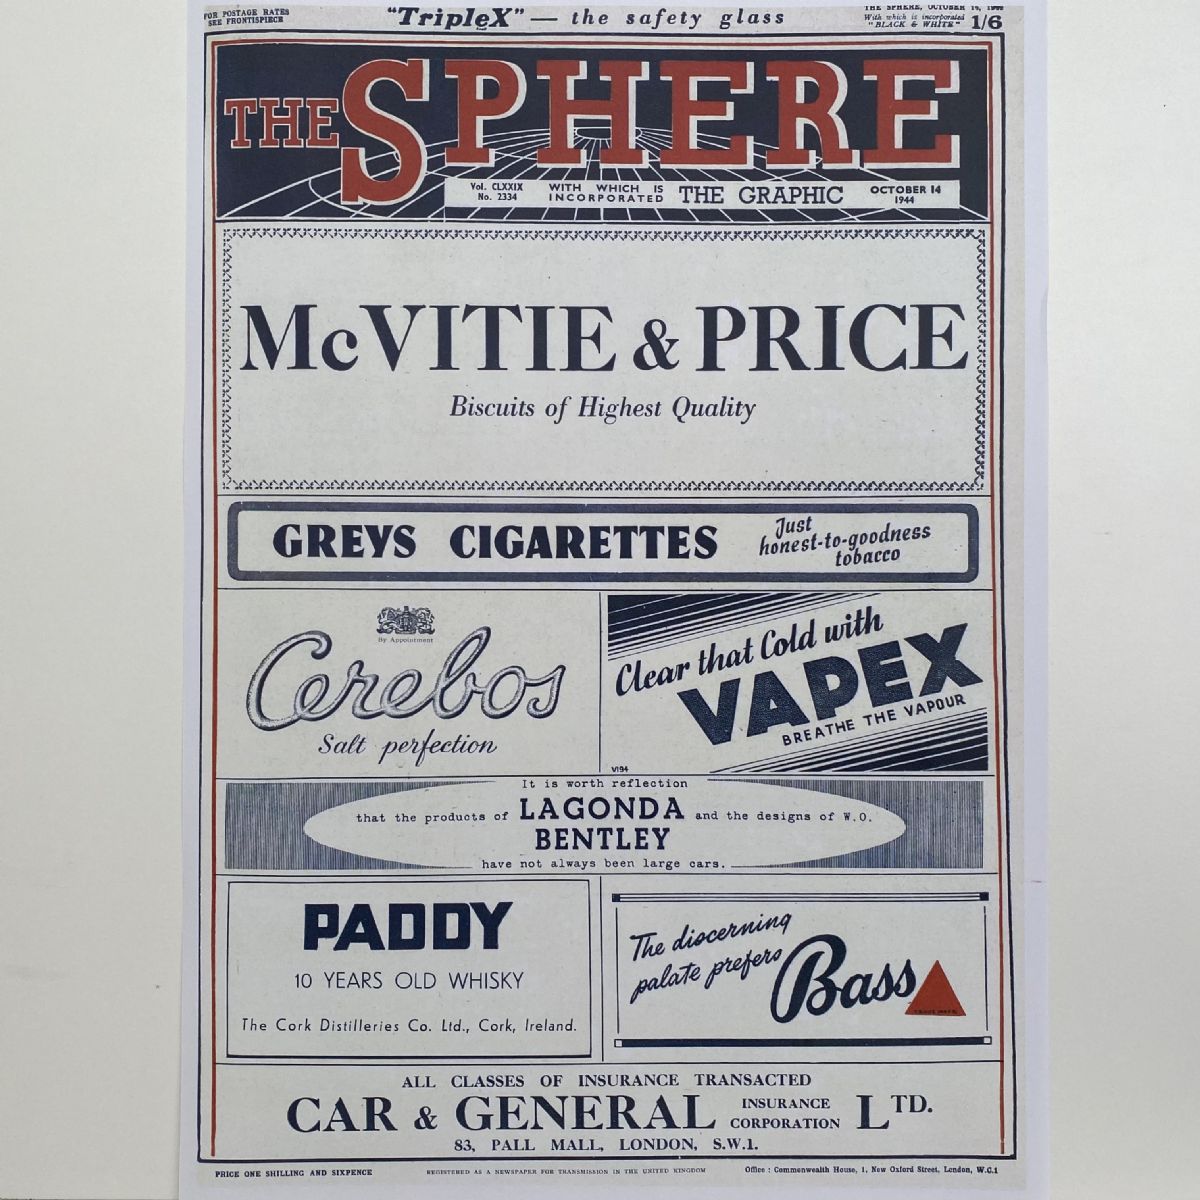 FOR POSTAGE RATES
SEE FRONTISPIECE
"TripleX" — the safety glass
THE SPHERE, OCTOBER 14,
With which is incorporated
"BLACK & WHITE"
1/6
THE SPHERE
Vol. CLXXIX
No. 2334
WITH WHICH IS
INCORPORATED
THE GRAPHIC
OCTOBER 14
1944
McVITIE & PRICE
Biscuits of Highest Quality
GREYS CIGARETTES
Just
honest-to-goodness
tobacco
By Appointment
Cerebos
Salt perfection
Clear that Cold with
VAPEX
BREATHE THE VAPOUR
V194
It is worth reflection
that the products of LAGONDA and the designs of W.O.
BENTLEY
have not always been large cars.
PADDY
10 YEARS OLD WHISKY
The Cork Distilleries Co. Ltd., Cork, Ireland.
The discerning
palate prefers
Bass
TRADE MARK
ALL CLASSES OF INSURANCE TRANSACTED
CAR & GENERAL INSURANCE CORPORATION LTD.
83, PALL MALL, LONDON, S.W.1.
PRICE ONE SHILLING AND SIXPENCE
REGISTERED AS A NEWSPAPER FOR TRANSMISSION IN THE UNITED KINGDOM
Office : Commonwealth House, 1, New Oxford Street, London, W.C.1